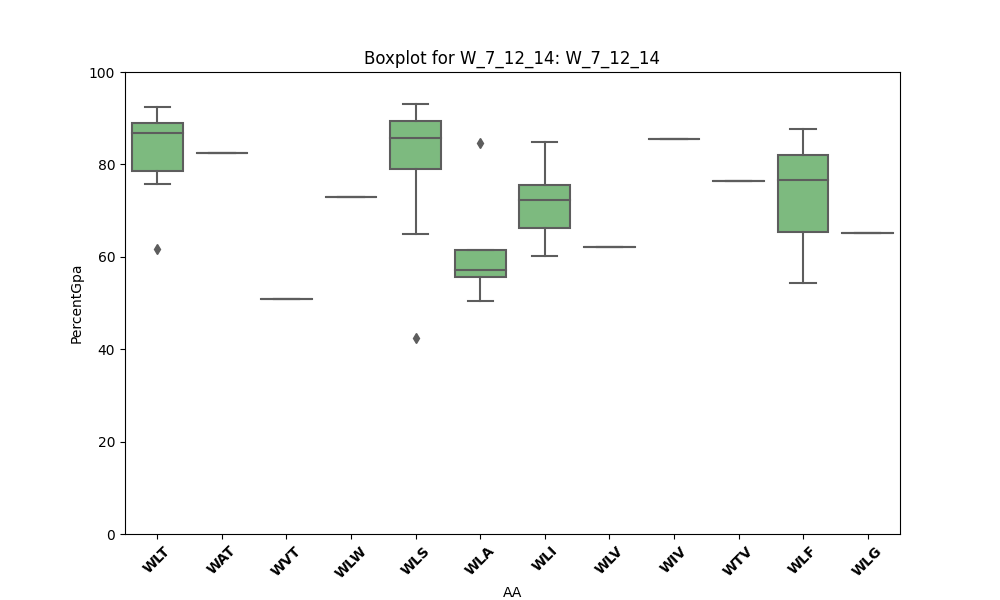 Boxplot for W_7_12_14: W_7_12_14
PercentGpa
100
80
60
40
20
0
WLT WAT WVT WLW WLS WLA WLI WLV WIV WTV WLF WLG
AA